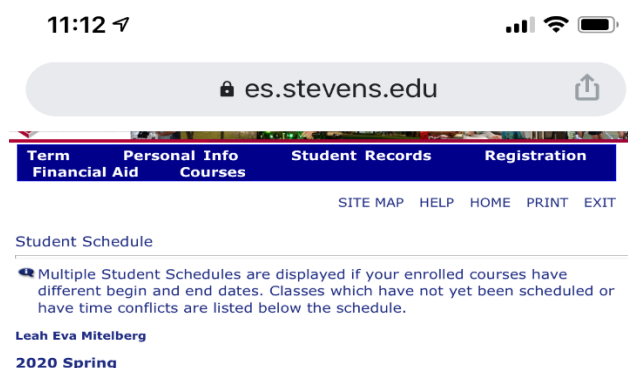 11:12
es.stevens.edu
Term Personal Info Student Records Registration
Financial Aid Courses
SITE MAP HELP HOME PRINT EXIT
Student Schedule
Multiple Student Schedules are displayed if your enrolled courses have
different begin and end dates. Classes which have not yet been scheduled or
have time conflicts are listed below the schedule.
Leah Eva Mitelberg
2020 Spring